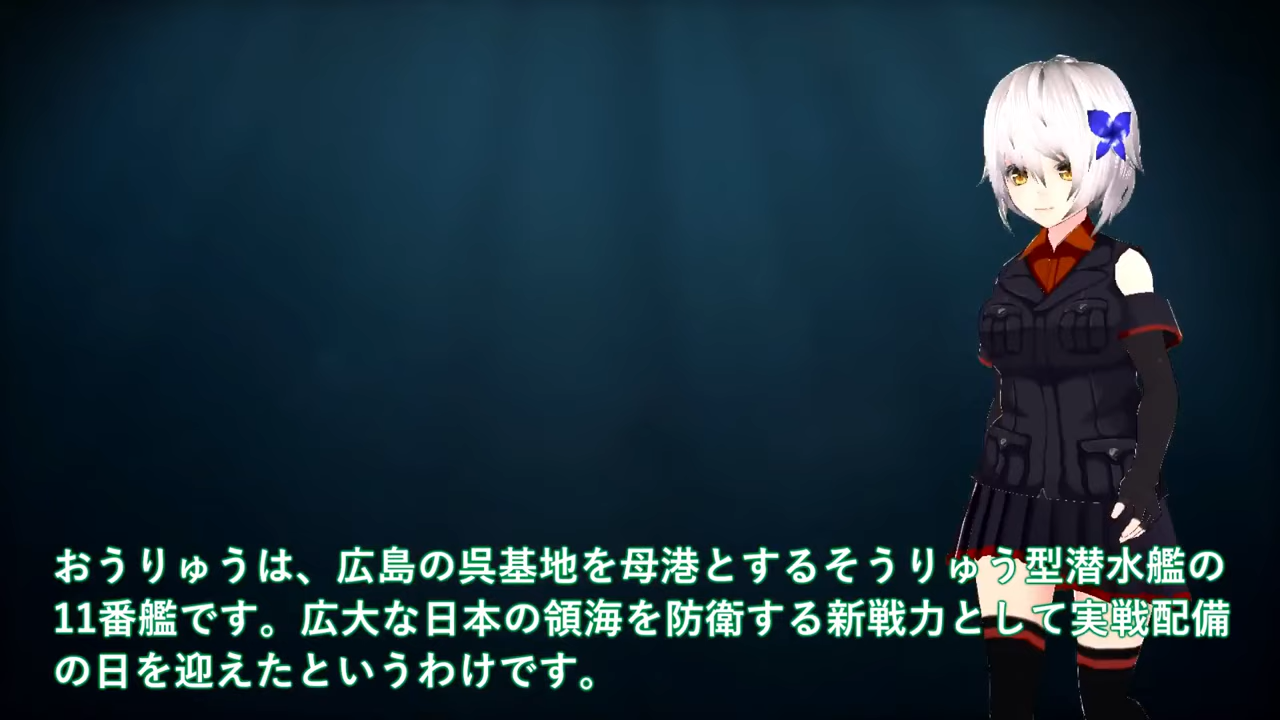 おうりゅうは、広島の呉基地を母港とするそうりゅう型潜水艦の
11番艦です。広大な日本の領海を防衛する新戦力として実戦配備
の日を迎えたというわけです。